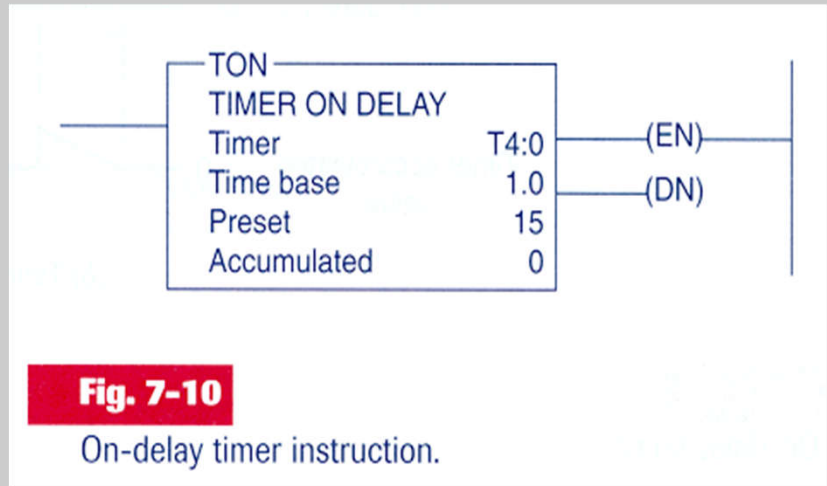 TON
TIMER ON DELAY
Timer T4:0 (EN)
Time base 1.0 (DN)
Preset 15
Accumulated 0
Fig. 7-10
On-delay timer instruction.